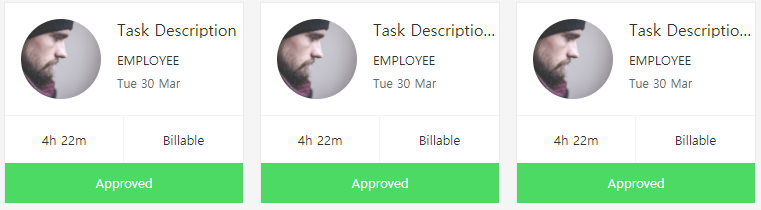 Task Description
EMPLOYEE
Tue 30 Mar
4h 22m
Billable
Approved
Task Descriptio...
EMPLOYEE
Tue 30 Mar
4h 22m
Billable
Approved
Task Descriptio...
EMPLOYEE
Tue 30 Mar
4h 22m
Billable
Approved